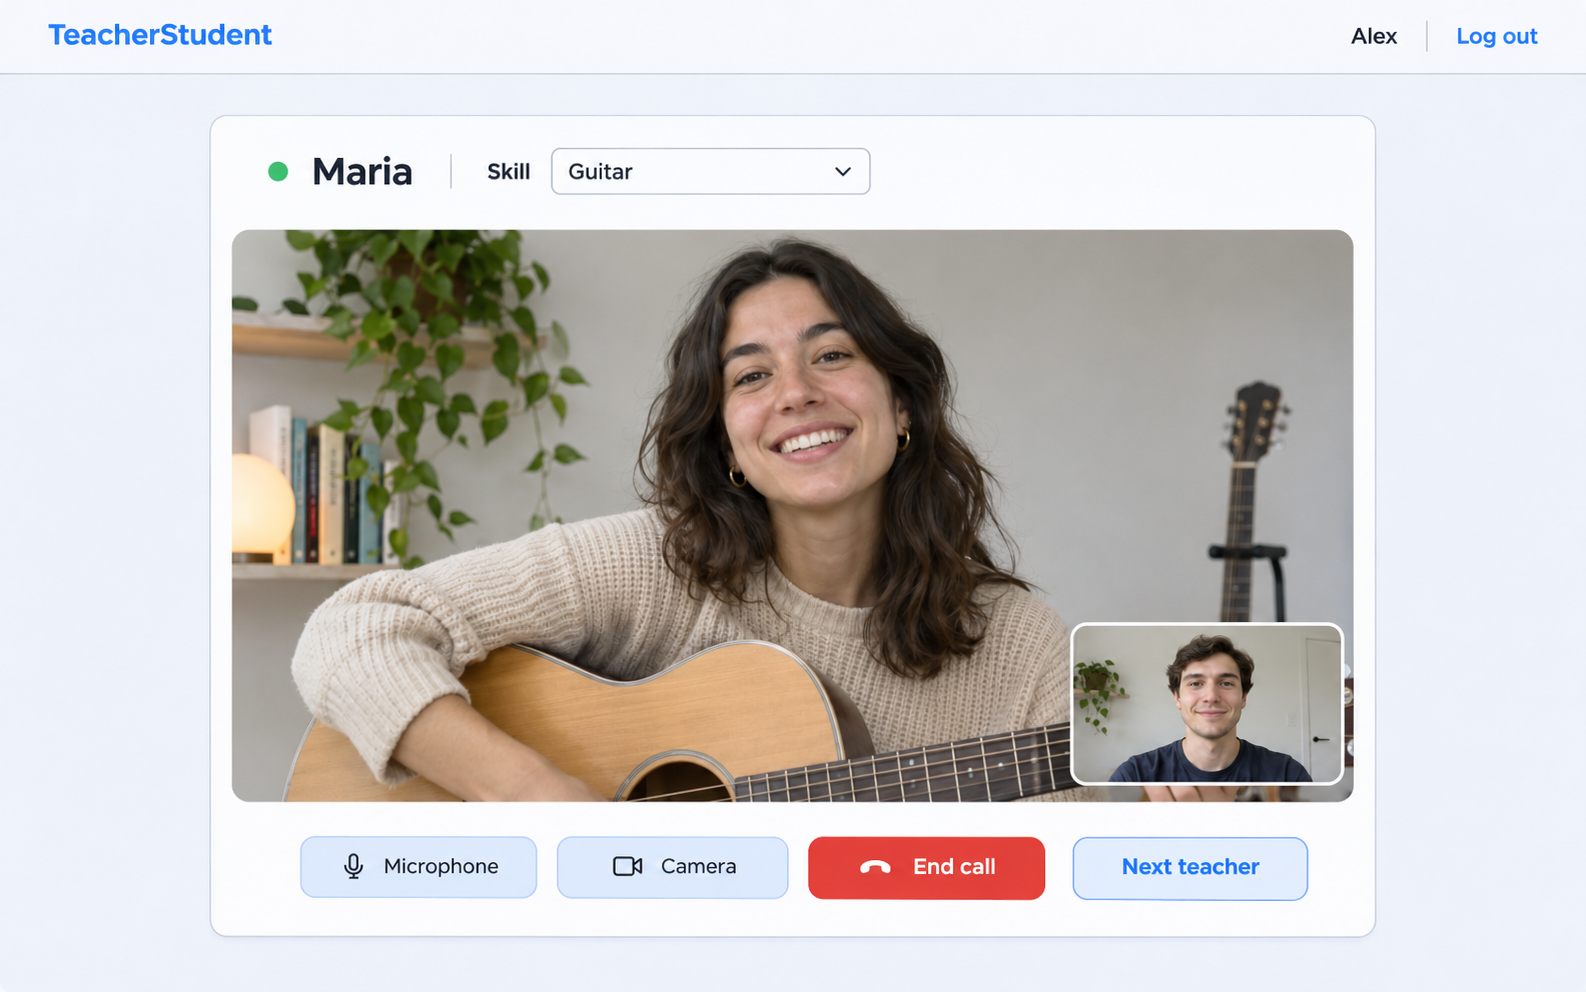 TeacherStudent
Alex
Log out
Maria
Skill
Guitar
Microphone
Camera
End call
Next teacher